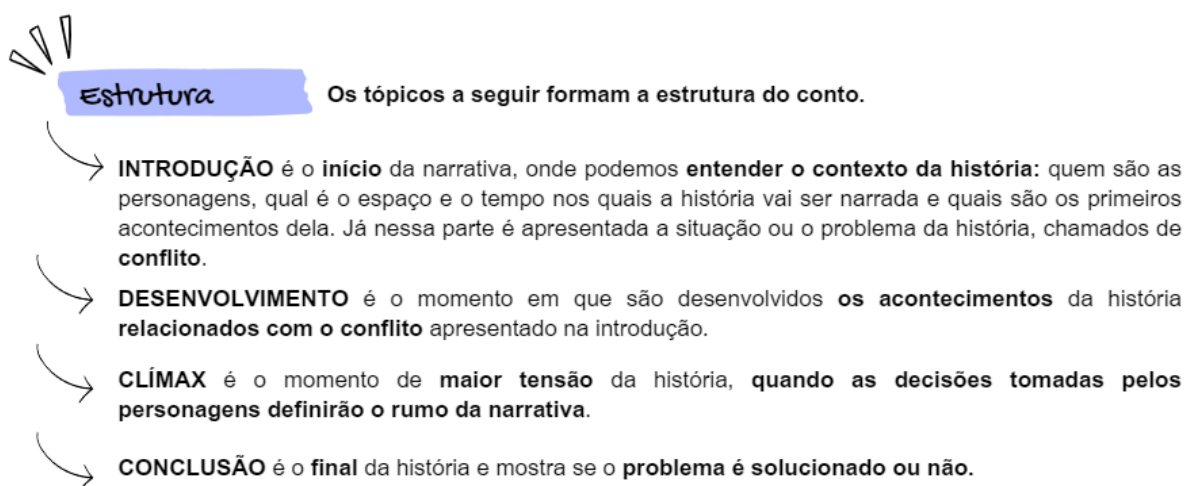 Estrutura
Os tópicos a seguir formam a estrutura do conto.
INTRODUÇÃO é o início da narrativa, onde podemos entender o contexto da história: quem são as
personagens, qual é o espaço e o tempo nos quais a história vai ser narrada e quais são os primeiros
acontecimentos dela. Já nessa parte é apresentada a situação ou o problema da história, chamados de
conflito.
DESENVOLVIMENTO é o momento em que são desenvolvidos os acontecimentos da história
relacionados com o conflito apresentado na introdução.
CLÍMAX é o momento de maior tensão da história, quando as decisões tomadas pelos
personagens definirão o rumo da narrativa.
CONCLUSÃO é o final da história e mostra se o problema é solucionado ou não.